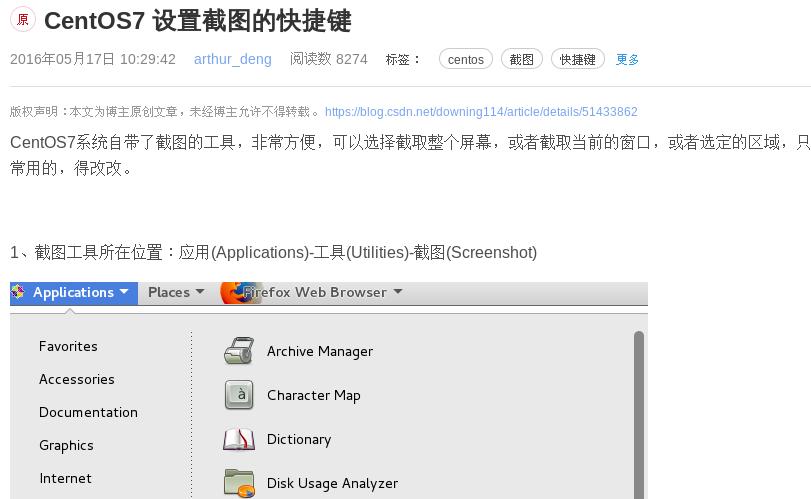 原 CentOS7 设置截图的快捷键
2016年05月17日 10:29:42 arthur_deng 阅读数 8274 标签： centos 截图 快捷键 更多
版权声明：本文为博主原创文章，未经博主允许不得转载。 https://blog.csdn.net/downing114/article/details/51433862
CentOS7系统自带了截图的工具，非常方便，可以选择截取整个屏幕，或者截取当前的窗口，或者选定的区域，只
常用的，得改改。
1、截图工具所在位置：应用(Applications)-工具(Utilities)-截图(Screenshot)
Applications Places Firefox Web Browser
Favorites
Archive Manager
Accessories
Character Map
Documentation
Dictionary
Graphics
Internet
Disk Usage Analyzer